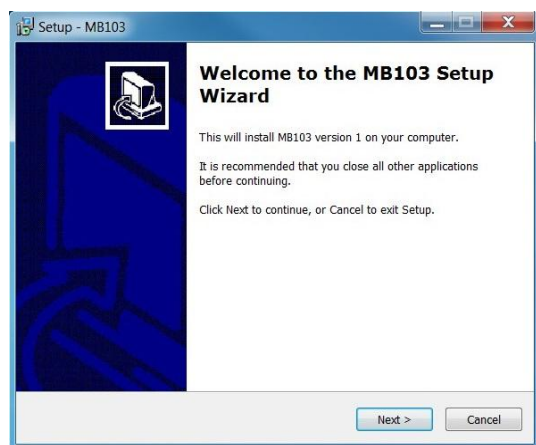 Setup - MB103
Welcome to the MB103 Setup
Wizard
This will install MB103 version 1 on your computer.
It is recommended that you close all other applications
before continuing.
Click Next to continue, or Cancel to exit Setup.
Next >
Cancel